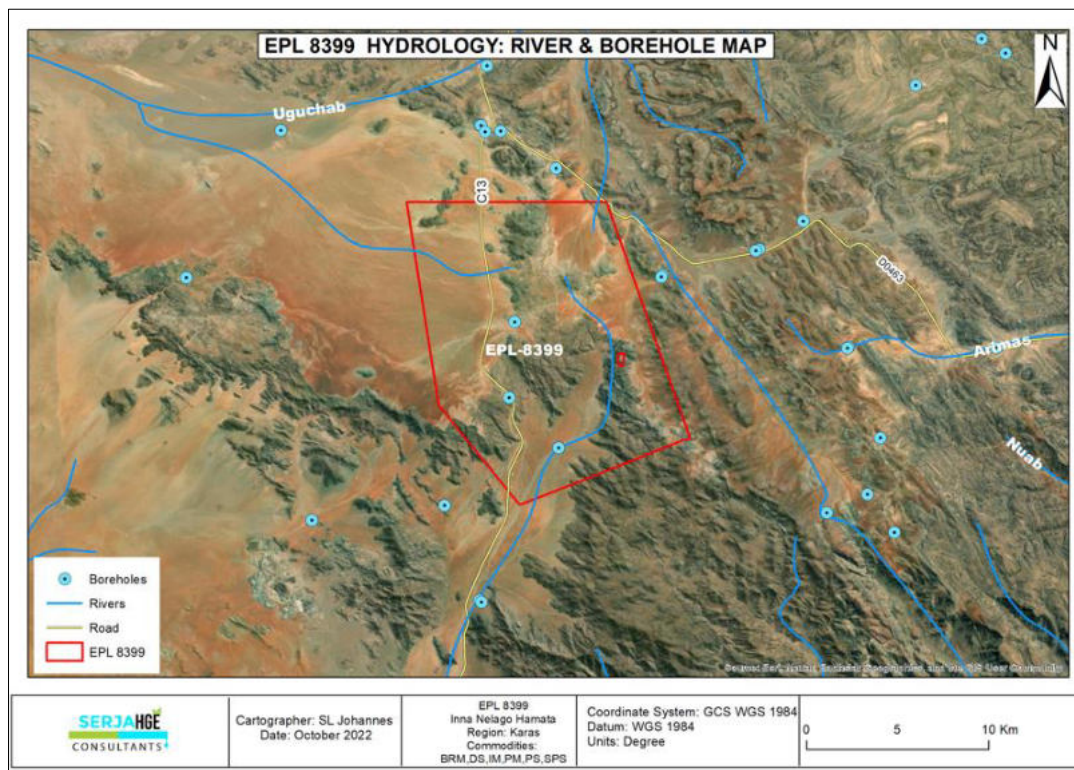 EPL 8399 HYDROLOGY: RIVER & BOREHOLE MAP
N
Uguchab
C13
D0463
EPL-8399
Arimas
Nuab
Boreholes
Rivers
Road
EPL 8399
SERJA HGE
CONSULTANTS
Cartographer: SL Johannes
Date: October 2022
EPL 8399
Inna Nelago Hamata
Region: Karas
Commodities:
BRM,DS,IM,PM,PS,SPS
Coordinate System: GCS WGS 1984
Datum: WGS 1984
Units: Degree
0 5 10 Km